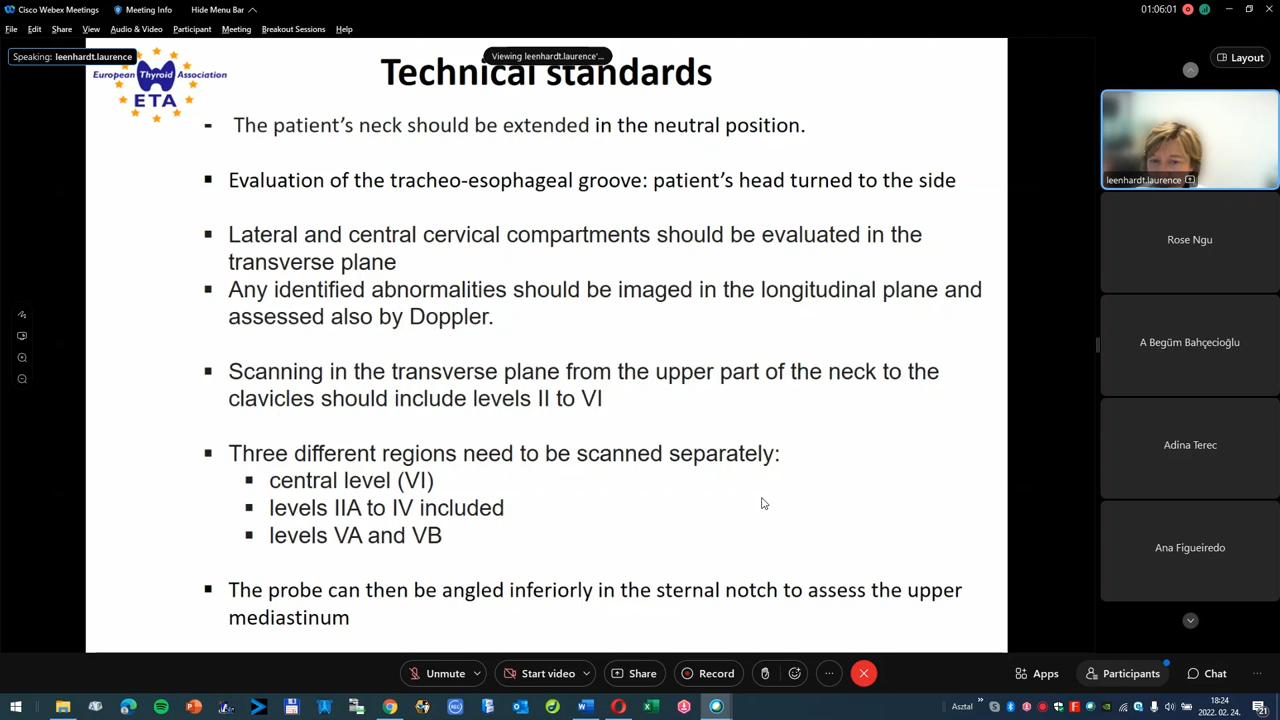 Cisco Webex Meetings
Meeting Info
Hide Menu Bar
01:06:01
File Edit Share View Audio & Video Participant Meeting Breakout Sessions Help
Speaking: leenhardt.laurence
Viewing leenhardt.laurence'...
Layout
European Thyroid Association
ETA
Technical standards
- The patient's neck should be extended in the neutral position.
▪ Evaluation of the tracheo-esophageal groove: patient's head turned to the side
▪ Lateral and central cervical compartments should be evaluated in the
transverse plane
▪ Any identified abnormalities should be imaged in the longitudinal plane and
assessed also by Doppler.
▪ Scanning in the transverse plane from the upper part of the neck to the
clavicles should include levels II to VI
▪ Three different regions need to be scanned separately:
▪ central level (VI)
▪ levels IIA to IV included
▪ levels VA and VB
▪ The probe can then be angled inferiorly in the sternal notch to assess the upper
mediastinum
leenhardt.laurence
Rose Ngu
A Begüm Bahçecioğlu
Adina Terec
Ana Figueiredo
Unmute
Start video
Share
Record
Apps
Participants
Chat
Asztal
18:24
2022. 02. 24.